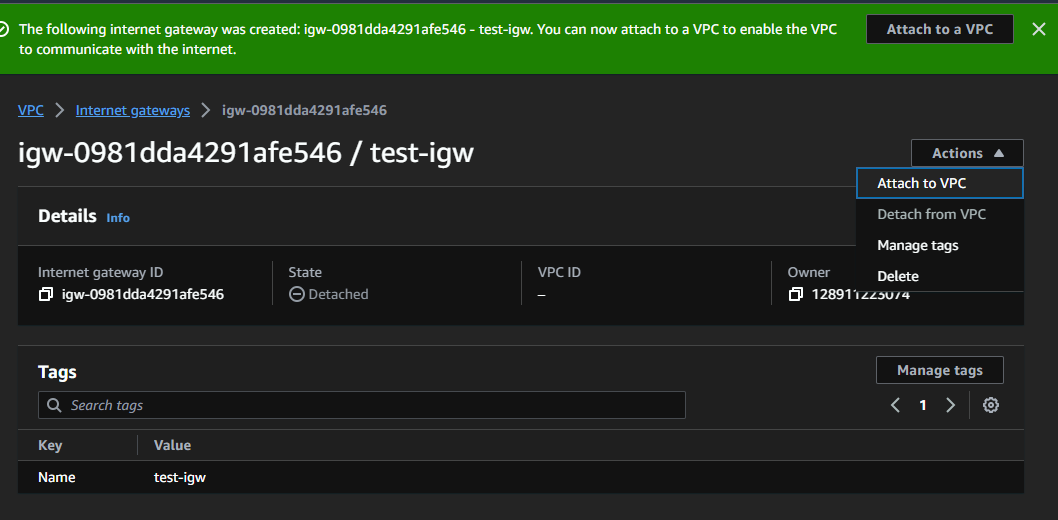 The following internet gateway was created: igw-0981dda4291afe546 - test-igw. You can now attach to a VPC to enable the VPC
to communicate with the internet.
Attach to a VPC
VPC
Internet gateways
igw-0981dda4291afe546
igw-0981dda4291afe546 / test-igw
Actions
Attach to VPC
Detach from VPC
Manage tags
Delete
Details Info
Internet gateway ID
igw-0981dda4291afe546
State
Detached
VPC ID
–
Owner
128911223074
Tags
Manage tags
Search tags
1
Key Value
Name test-igw